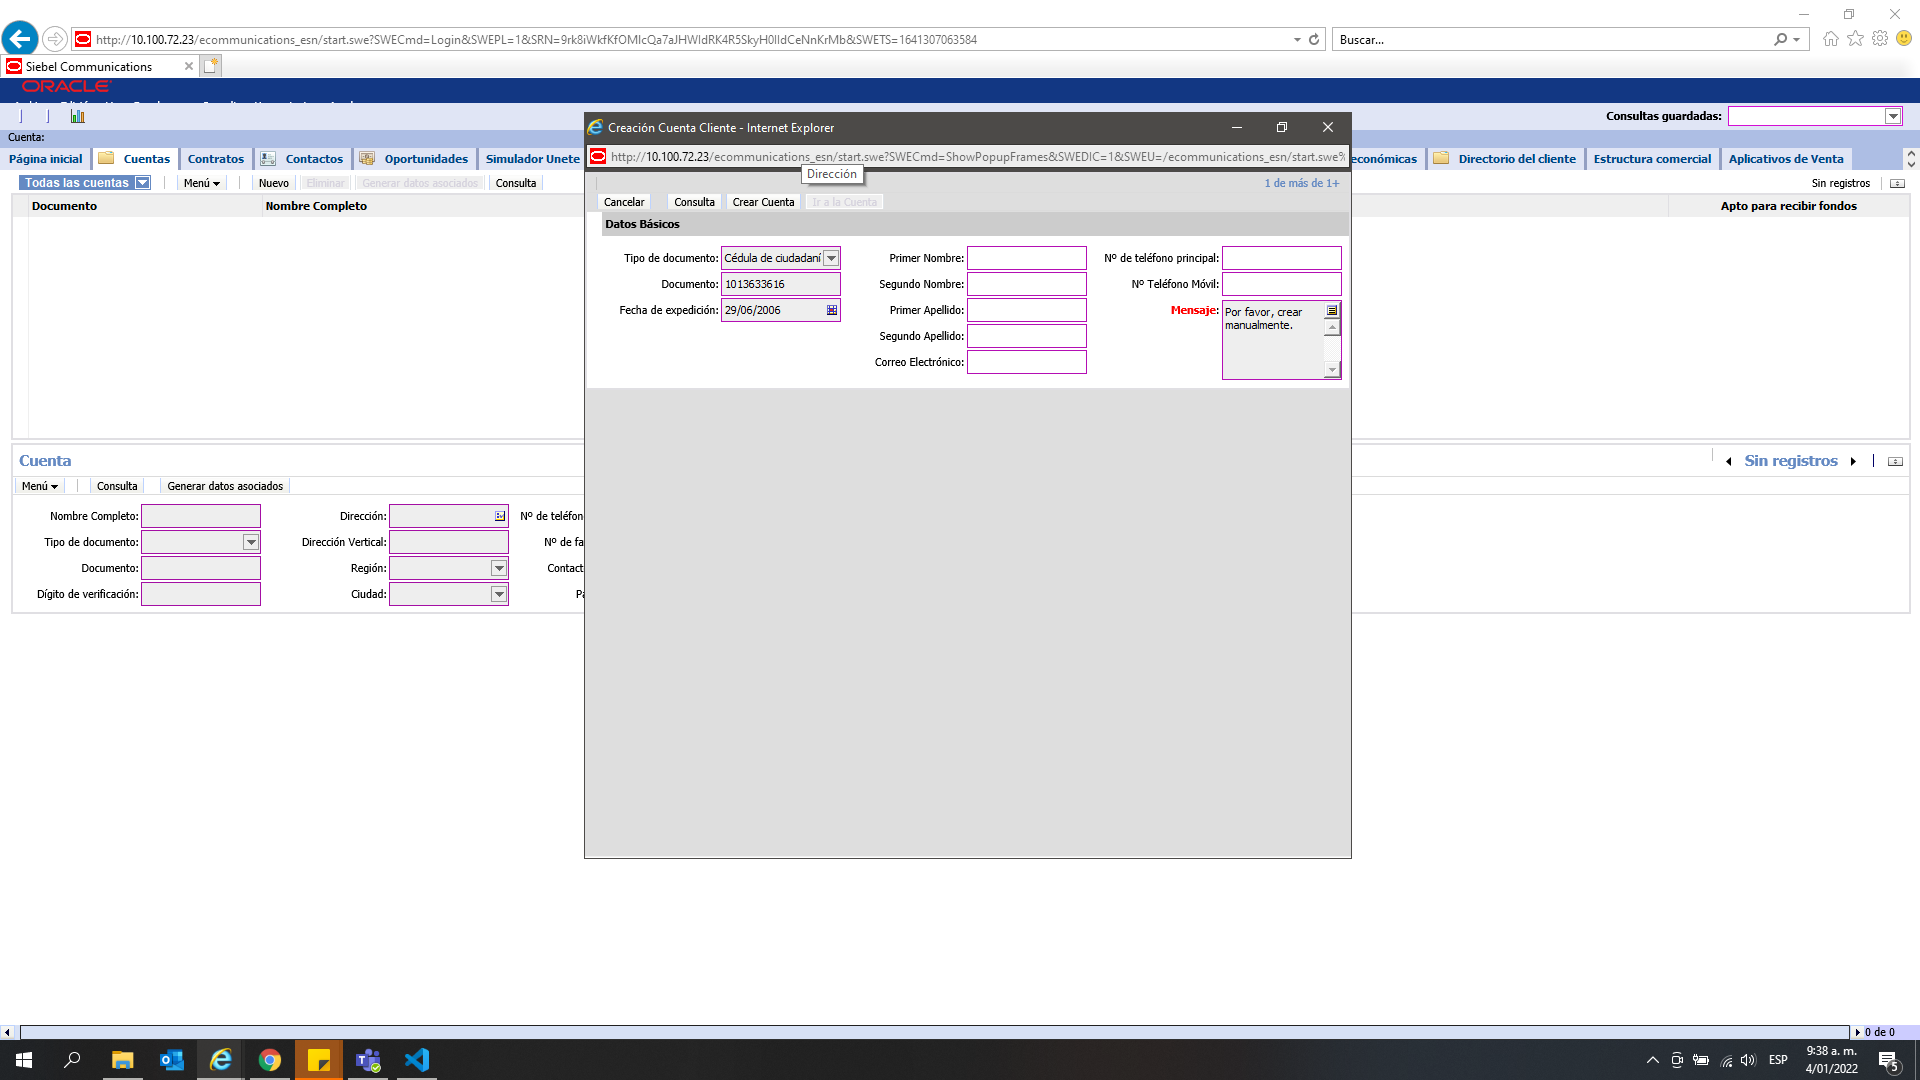 http://10.100.72.23/ecommunications_esn/start.swe?SWECmd=Login&SWEPL=1&SRN=9rk8iWkfKfOMIcQa7aJHWIdRK4R5SkyH0lIdCeNnKrMb&SWETS=1641307063584
Buscar...
Siebel Communications
ORACLE
Consultas guardadas:
Cuenta:
Página inicial
Cuentas
Contratos
Contactos
Oportunidades
Simulador Unete
económicas
Directorio del cliente
Estructura comercial
Aplicativos de Venta
Todas las cuentas
Menú
Nuevo
Eliminar
Generar datos asociados
Consulta
Sin registros
Documento
Nombre Completo
Apto para recibir fondos
Creación Cuenta Cliente - Internet Explorer
http://10.100.72.23/ecommunications_esn/start.swe?SWECmd=ShowPopupFrames&SWEDIC=1&SWEU=/ecommunications_esn/start.swe%
Dirección
1 de más de 1+
Cancelar
Consulta
Crear Cuenta
Ir a la Cuenta
Datos Básicos
Tipo de documento: Cédula de ciudadaní
Documento: 1013633616
Fecha de expedición: 29/06/2006
Primer Nombre:
Segundo Nombre:
Primer Apellido:
Segundo Apellido:
Correo Electrónico:
Nº de teléfono principal:
Nº Teléfono Móvil:
Mensaje: Por favor, crear
manualmente.
Cuenta
Sin registros
Menú
Consulta
Generar datos asociados
Nombre Completo:
Tipo de documento:
Documento:
Dígito de verificación:
Dirección:
Dirección Vertical:
Región:
Ciudad:
Nº de teléfon
Nº de fa
Contact
Pa
0 de 0
ESP
9:38 a. m.
4/01/2022
5